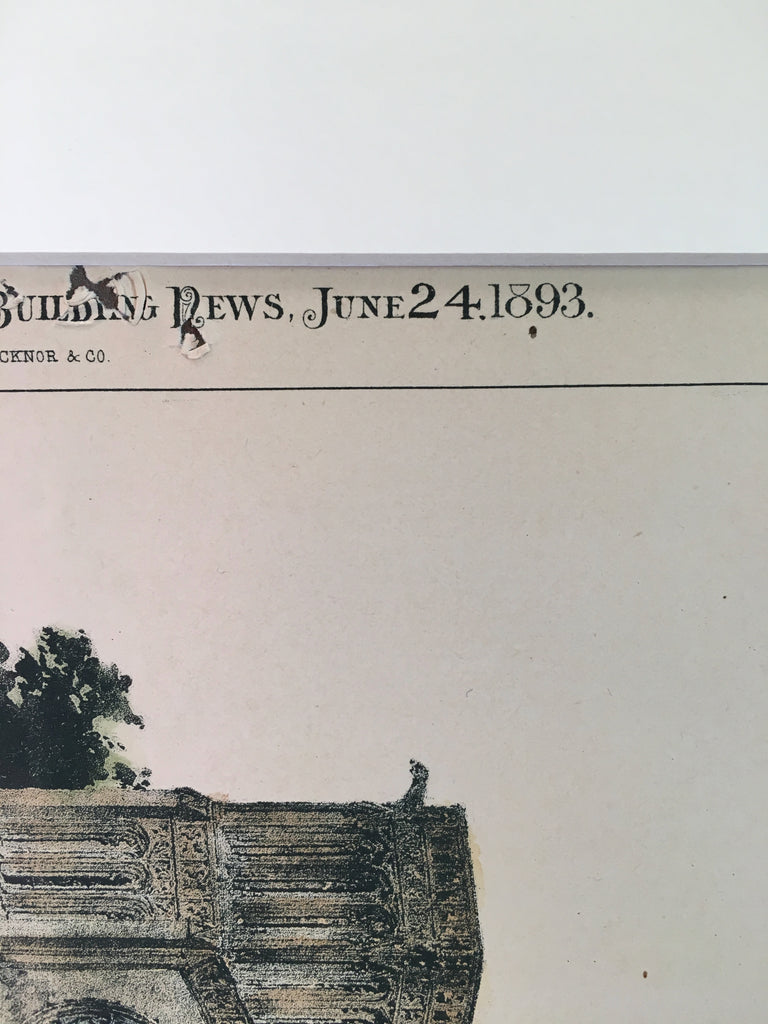 Building News, June 24, 1893.
CKNOR & CO.